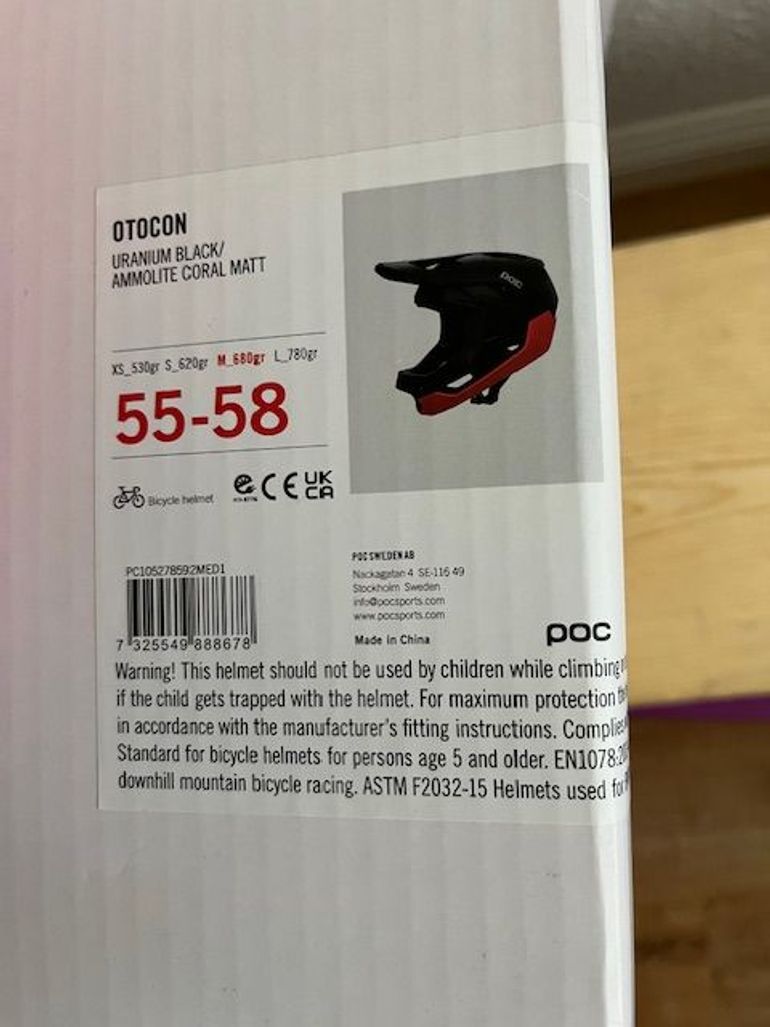 OTOCON
URANIUM BLACK/
AMMOLITE CORAL MATT
XS_530gr S_620gr M_680gr L_780gr
55-58
Bicycle helmet
CE UK
CA
PC105278592MED1
7 325549 888678
POC SWEDEN AB
Nackagatan 4 SE-116 49
Stockholm Sweden
info@pocsports.com
www.pocsports.com
Made in China
poc
poc
Warning! This helmet should not be used by children while climbing
if the child gets trapped with the helmet. For maximum protection
in accordance with the manufacturer's fitting instructions. Complies
Standard for bicycle helmets for persons age 5 and older. EN1078:
downhill mountain bicycle racing. ASTM F2032-15 Helmets used for